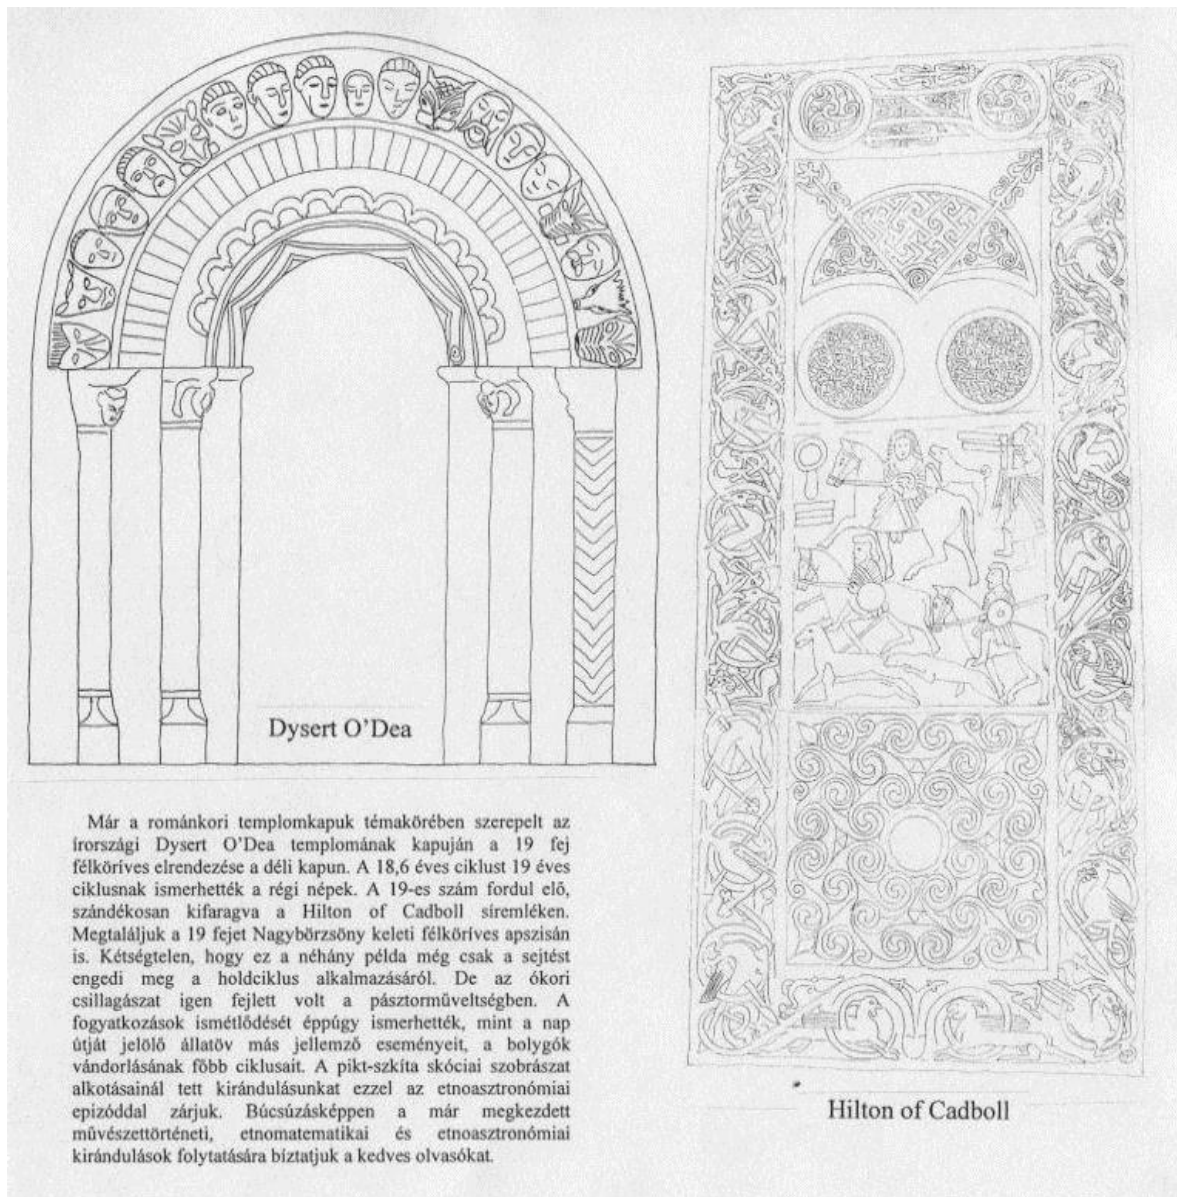 Dysert O'Dea
Már a románkori templomkapuk témakörében szerepelt az
írországi Dysert O'Dea templomának kapuján a 19 fej
félköríves elrendezése a déli kapun. A 18,6 éves ciklust 19 éves
ciklusnak ismerhették a régi népek. A 19-es szám fordul elő,
szándékosan kifaragva a Hilton of Cadboll síremléken.
Megtaláljuk a 19 fejet Nagybörzsöny keleti félköríves apszisán
is. Kétségtelen, hogy ez a néhány példa még csak a sejtést
engedi meg a holdciklus alkalmazásáról. De az ókori
csillagászat igen fejlett volt a pásztorműveltségben. A
fogyatkozások ismétlődését éppúgy ismerhették, mint a nap
útját jelölő állatöv más jellemző eseményeit, a bolygók
vándorlásának főbb ciklusait. A pikt-szkíta skóciai szobrászat
alkotásainál tett kirándulásunkat ezzel az etnoasztronómiai
epizóddal zárjuk. Búcsúzásképpen a már megkezdett
művészettörténeti, etnomatematikai és etnoasztronómiai
kirándulások folytatására bíztatjuk a kedves olvasókat.
Hilton of Cadboll